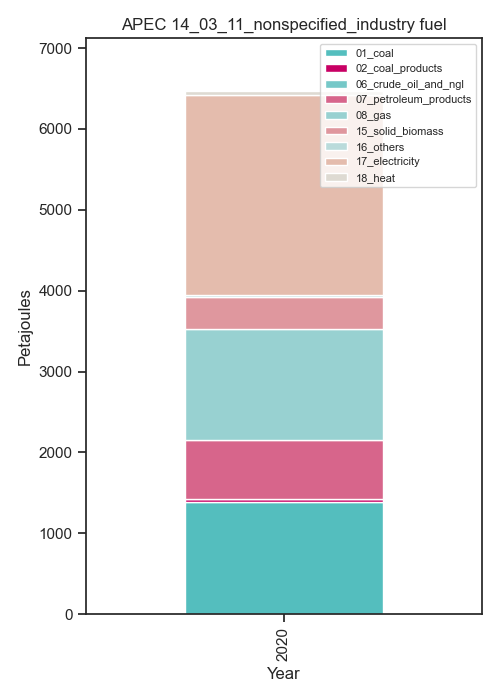 APEC 14_03_11_nonspecified_industry fuel
7000
6000
5000
4000
3000
2000
1000
0
Petajoules
01_coal
02_coal_products
06_crude_oil_and_ngl
07_petroleum_products
08_gas
15_solid_biomass
16_others
17_electricity
18_heat
2020
Year